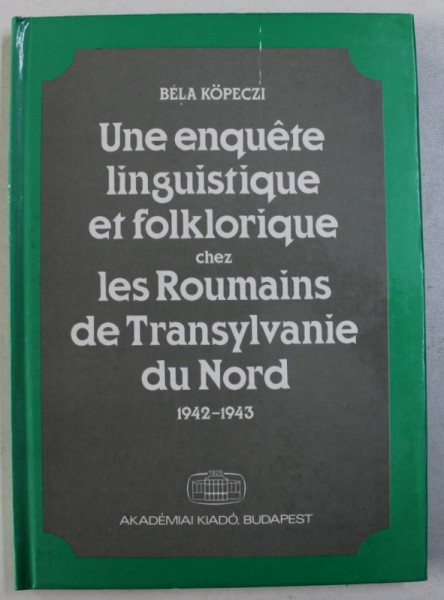 BÉLA KÖPECZI
Une enquête
linguistique
et folklorique
chez
les Roumains
de Transylvanie
du Nord
1942–1943
1825
AKADÉMIAI KIADÓ, BUDAPEST